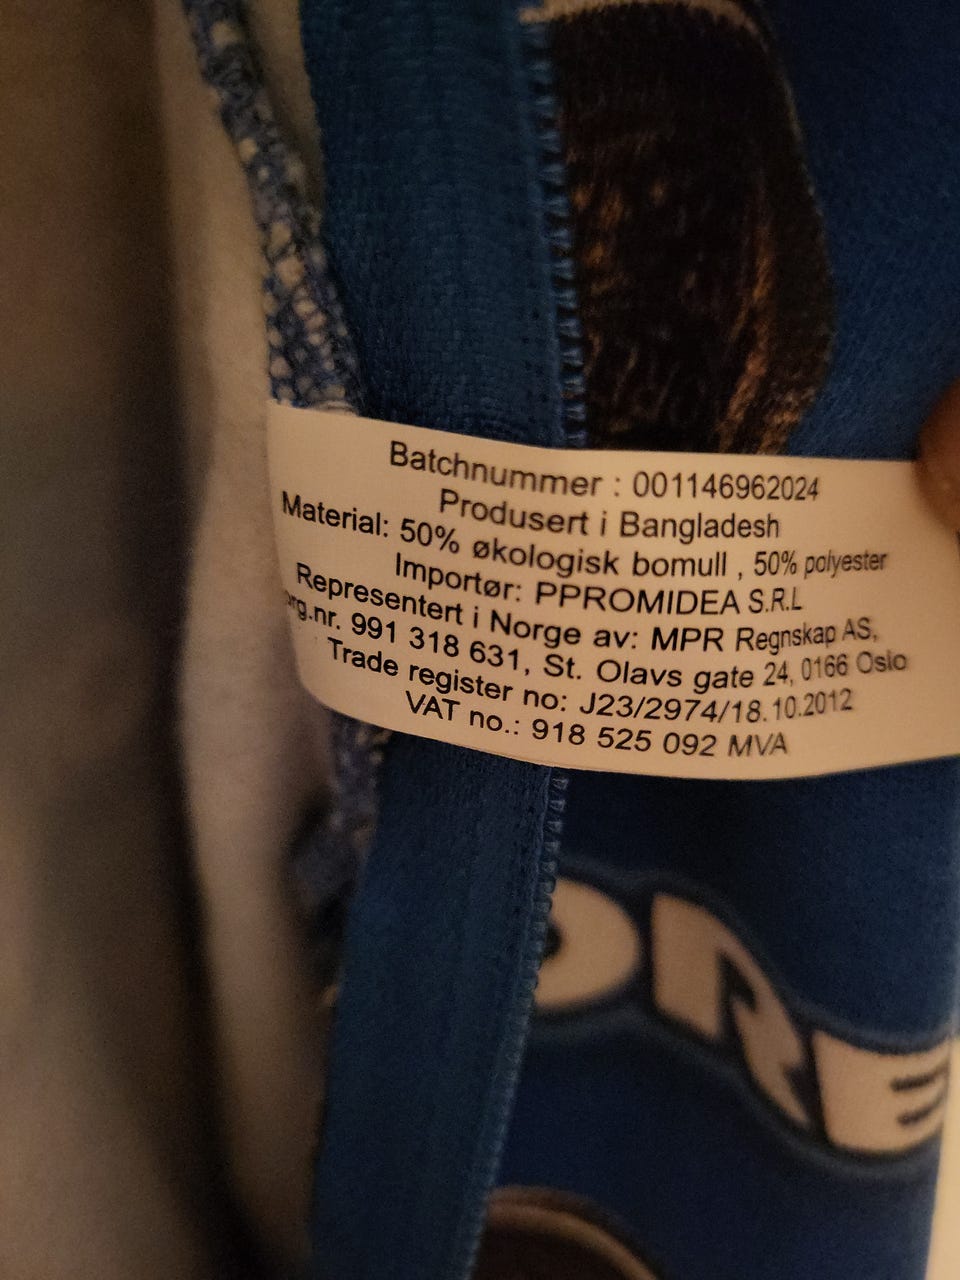 Batchnummer : 001146962024
Produsert i Bangladesh
Material: 50% økologisk bomull , 50% polyester
Importør: PPROMIDEA S.R.L
Representert i Norge av: MPR Regnskap AS,
org.nr. 991 318 631, St. Olavs gate 24, 0166 Oslo
Trade register no: J23/2974/18.10.2012
VAT no.: 918 525 092 MVA